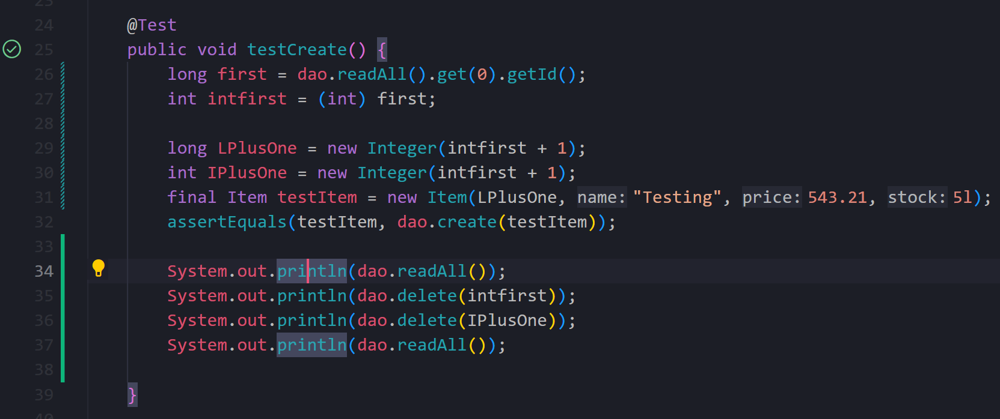 23
24 @Test
25 public void testCreate() {
26 long first = dao.readAll().get(0).getId();
27 int intfirst = (int) first;
28
29 long LPlusOne = new Integer(intfirst + 1);
30 int IPlusOne = new Integer(intfirst + 1);
31 final Item testItem = new Item(LPlusOne, name: "Testing", price: 543.21, stock: 5l);
32 assertEquals(testItem, dao.create(testItem));
33
34 System.out.println(dao.readAll());
35 System.out.println(dao.delete(intfirst));
36 System.out.println(dao.delete(IPlusOne));
37 System.out.println(dao.readAll());
38
39 }
40